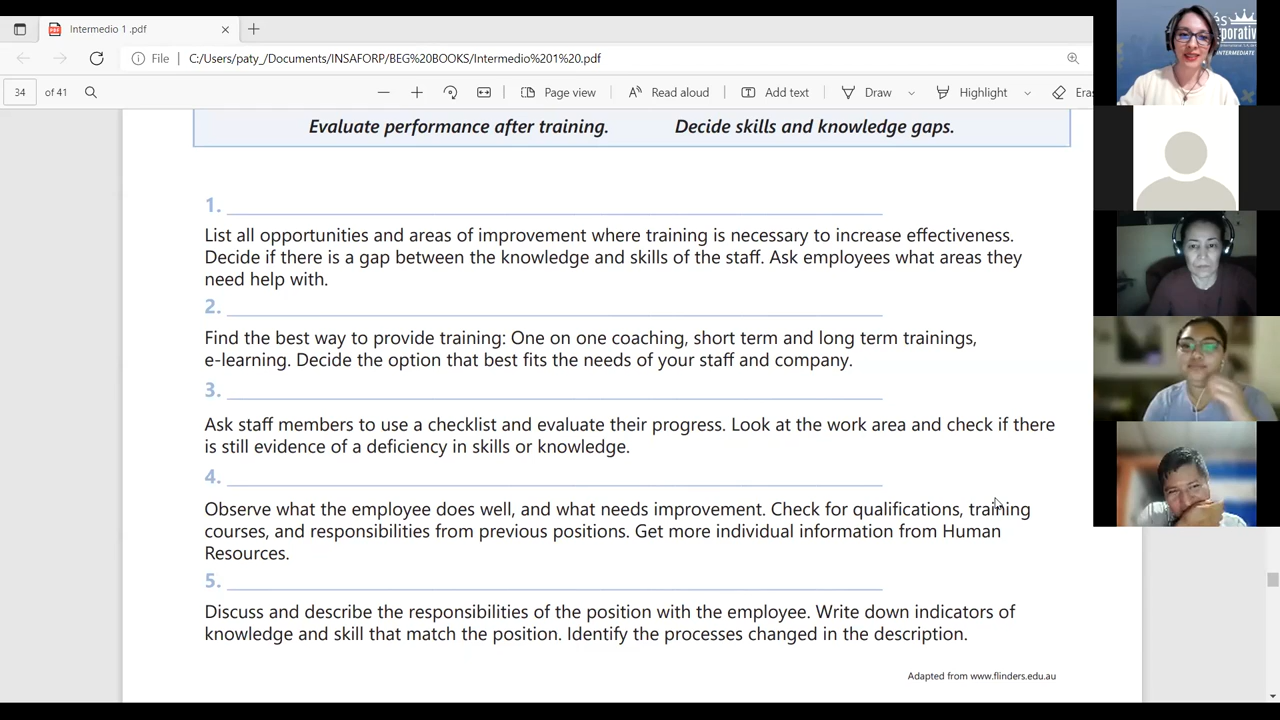 Intermedio 1 .pdf
File
C:/Users/paty_/Documents/INSAFORP/BEG%20BOOKS/Intermedio%201%20.pdf
34 of 41
Page view
Read aloud
Add text
Draw
Highlight
Eras
Evaluate performance after training.
Decide skills and knowledge gaps.
1.
List all opportunities and areas of improvement where training is necessary to increase effectiveness.
Decide if there is a gap between the knowledge and skills of the staff. Ask employees what areas they
need help with.
2.
Find the best way to provide training: One on one coaching, short term and long term trainings,
e-learning. Decide the option that best fits the needs of your staff and company.
3.
Ask staff members to use a checklist and evaluate their progress. Look at the work area and check if there
is still evidence of a deficiency in skills or knowledge.
4.
Observe what the employee does well, and what needs improvement. Check for qualifications, training
courses, and responsibilities from previous positions. Get more individual information from Human
Resources.
5.
Discuss and describe the responsibilities of the position with the employee. Write down indicators of
knowledge and skill that match the position. Identify the processes changed in the description.
Adapted from www.flinders.edu.au